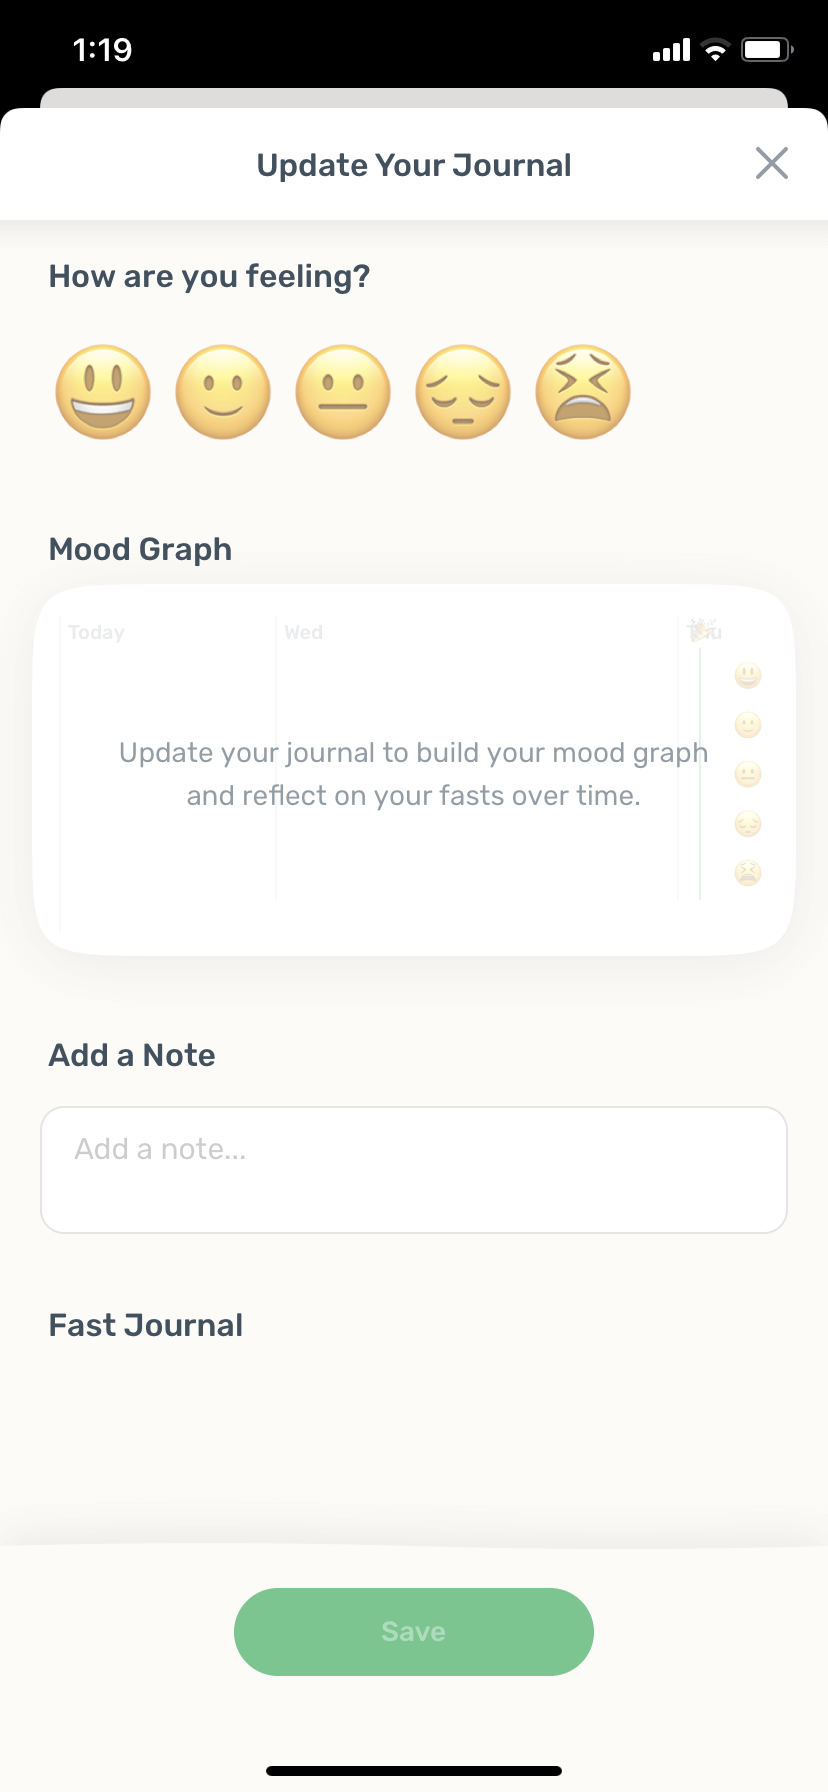 1:19
Update Your Journal
How are you feeling?
Mood Graph
Today Wed
Update your journal to build your mood graph
and reflect on your fasts over time.
Add a Note
Add a note...
Fast Journal
Save